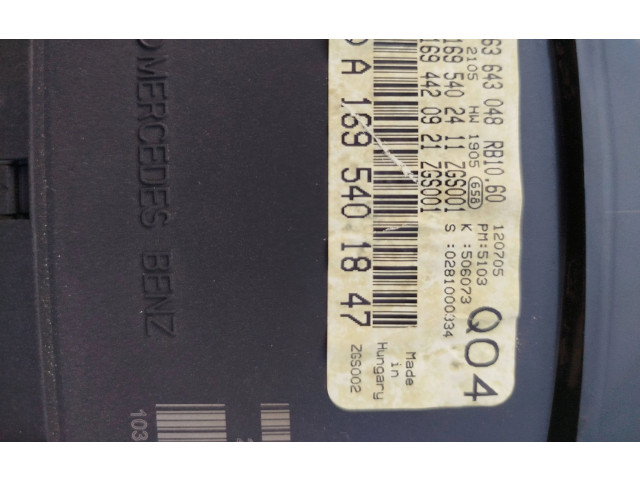 MERCEDES BENZ
63 643 048 RB10,60
2105 HW 1905 658
169 540 24 11 ZGS001
169 442 09 21 ZGS001
A 169 540 18 47
120705
PM:5103
K :506073
S :0281000334
Q04
Made
in
Hungary
ZGS002
103